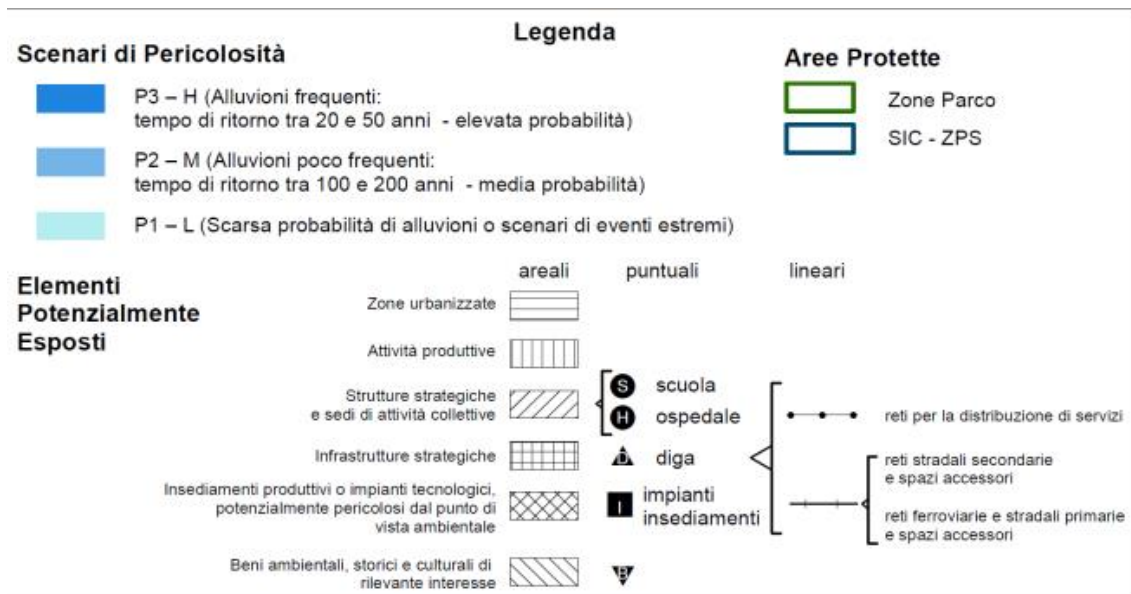 Legenda
Scenari di Pericolosità
P3 – H (Alluvioni frequenti:
tempo di ritorno tra 20 e 50 anni - elevata probabilità)
P2 – M (Alluvioni poco frequenti:
tempo di ritorno tra 100 e 200 anni - media probabilità)
P1 – L (Scarsa probabilità di alluvioni o scenari di eventi estremi)
Aree Protette
Zone Parco
SIC - ZPS
Elementi
Potenzialmente
Esposti
areali
puntuali
lineari
Zone urbanizzate
Attività produttive
Strutture strategiche
e sedi di attività collettive
S scuola
H ospedale
Infrastrutture strategiche
D diga
Insediamenti produttivi o impianti tecnologici,
potenzialmente pericolosi dal punto di
vista ambientale
I impianti
insediamenti
Beni ambientali, storici e culturali di
rilevante interesse
B
reti per la distribuzione di servizi
reti stradali secondarie
e spazi accessori
reti ferroviarie e stradali primarie
e spazi accessori